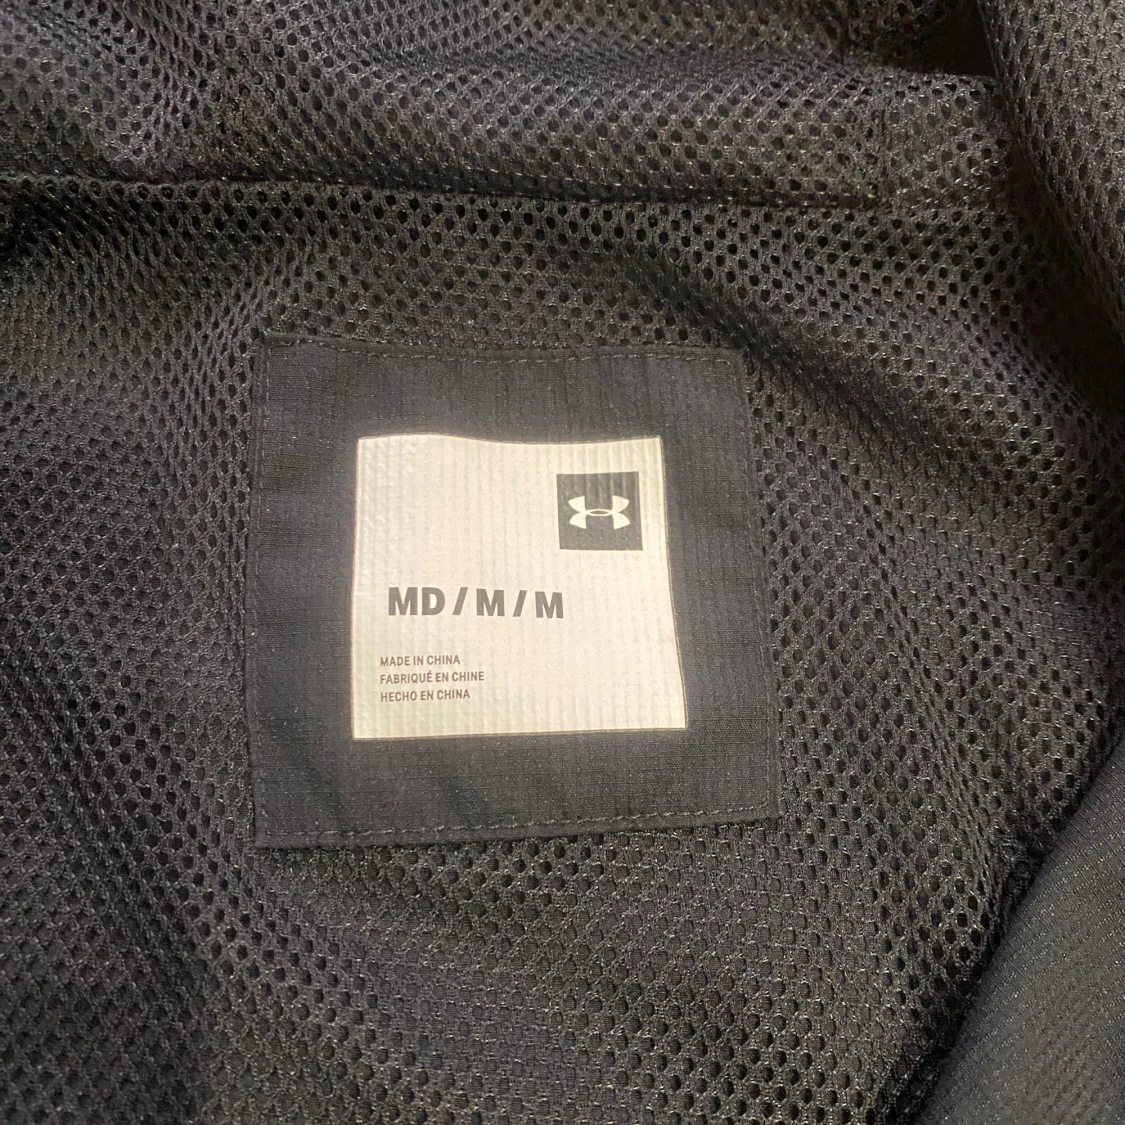 MD / M / M
MADE IN CHINA
FABRIQUÉ EN CHINE
HECHO EN CHINA